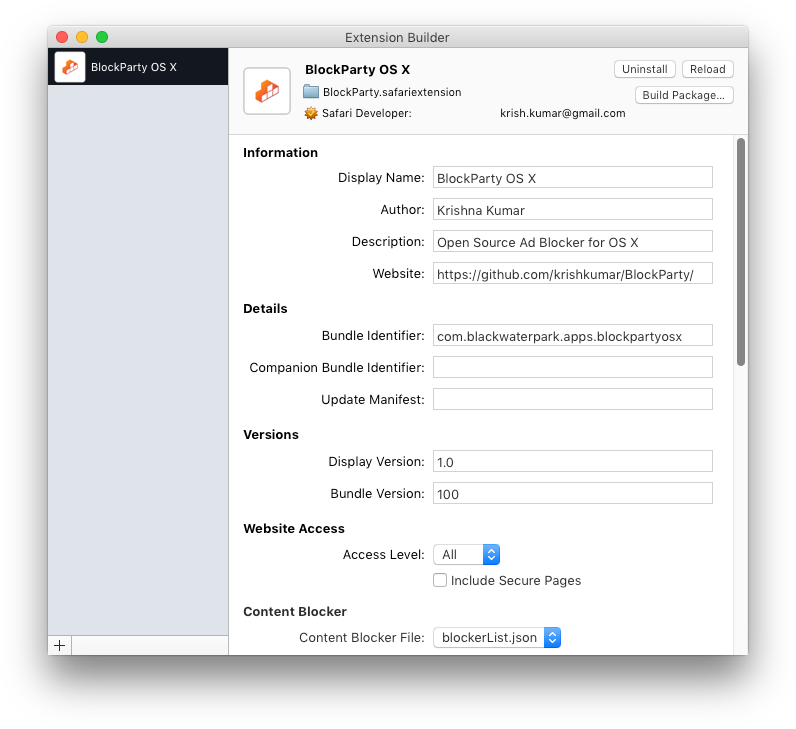 Extension Builder
BlockParty OS X
BlockParty OS X
Uninstall
Reload
BlockParty.safariextension
Build Package...
Safari Developer:
krish.kumar@gmail.com
Information
Display Name: BlockParty OS X
Author: Krishna Kumar
Description: Open Source Ad Blocker for OS X
Website: https://github.com/krishkumar/BlockParty/
Details
Bundle Identifier: com.blackwaterpark.apps.blockpartyosx
Companion Bundle Identifier:
Update Manifest:
Versions
Display Version: 1.0
Bundle Version: 100
Website Access
Access Level: All
Include Secure Pages
Content Blocker
Content Blocker File: blockerList.json